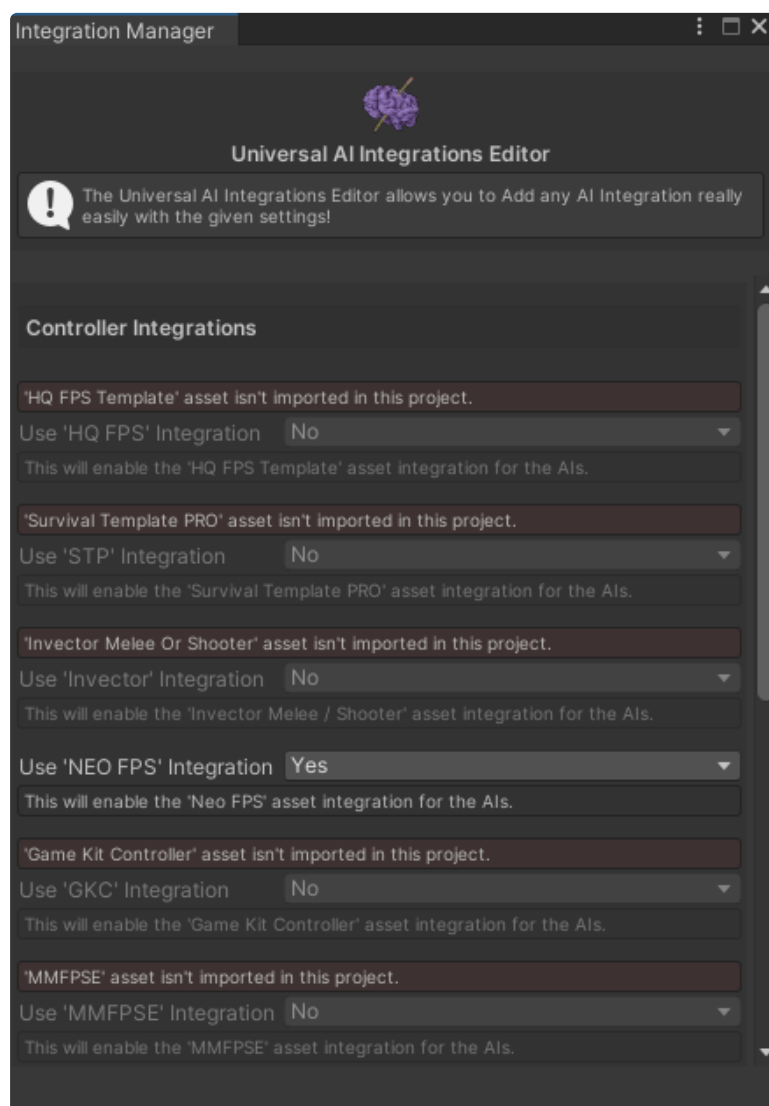 Integration Manager
Universal AI Integrations Editor
The Universal AI Integrations Editor allows you to Add any AI Integration really
easily with the given settings!
Controller Integrations
'HQ FPS Template' asset isn't imported in this project.
Use 'HQ FPS' Integration No
This will enable the 'HQ FPS Template' asset integration for the AIs.
'Survival Template PRO' asset isn't imported in this project.
Use 'STP' Integration No
This will enable the 'Survival Template PRO' asset integration for the AIs.
'Invector Melee Or Shooter' asset isn't imported in this project.
Use 'Invector' Integration No
This will enable the 'Invector Melee / Shooter' asset integration for the AIs.
Use 'NEO FPS' Integration Yes
This will enable the 'Neo FPS' asset integration for the AIs.
'Game Kit Controller' asset isn't imported in this project.
Use 'GKC' Integration No
This will enable the 'Game Kit Controller' asset integration for the AIs.
'MMFPSE' asset isn't imported in this project.
Use 'MMFPSE' Integration No
This will enable the 'MMFPSE' asset integration for the AIs.